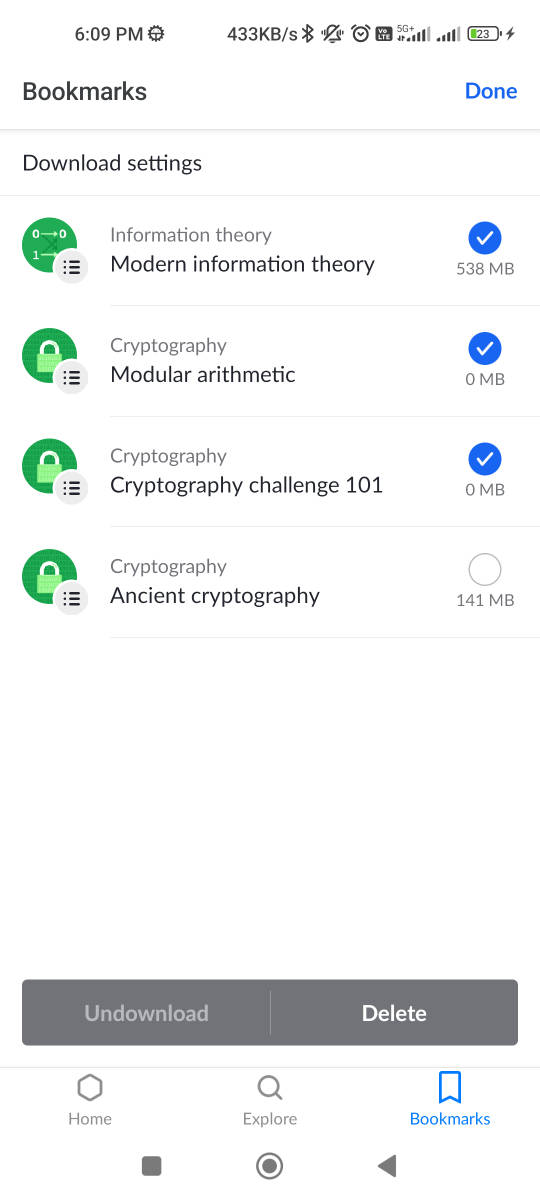 6:09 PM 433KB/s Vo LTE 5G+ 23
Bookmarks Done
Download settings
0→0
1→
Information theory
Modern information theory
538 MB
Cryptography
Modular arithmetic
0 MB
Cryptography
Cryptography challenge 101
0 MB
Cryptography
Ancient cryptography
141 MB
Undownload Delete
Home Explore Bookmarks